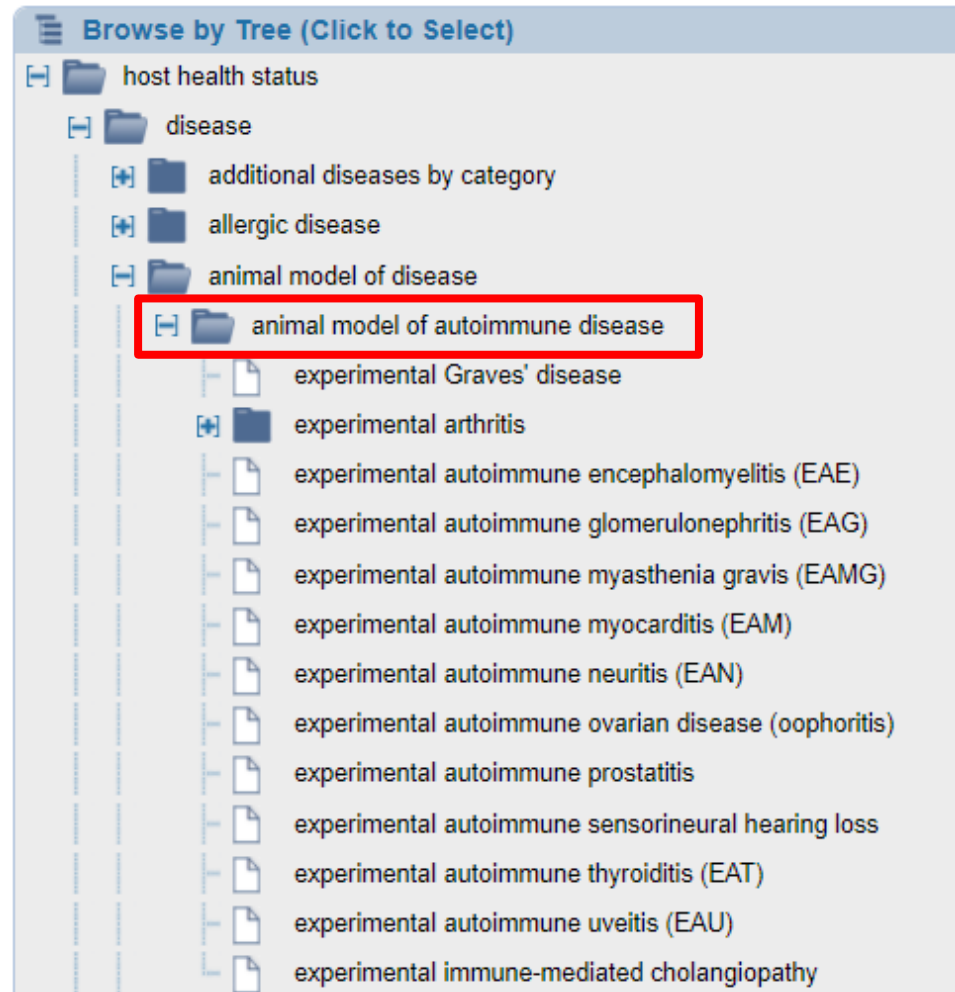 Browse by Tree (Click to Select)
host health status
disease
additional diseases by category
allergic disease
animal model of disease
animal model of autoimmune disease
experimental Graves' disease
experimental arthritis
experimental autoimmune encephalomyelitis (EAE)
experimental autoimmune glomerulonephritis (EAG)
experimental autoimmune myasthenia gravis (EAMG)
experimental autoimmune myocarditis (EAM)
experimental autoimmune neuritis (EAN)
experimental autoimmune ovarian disease (oophoritis)
experimental autoimmune prostatitis
experimental autoimmune sensorineural hearing loss
experimental autoimmune thyroiditis (EAT)
experimental autoimmune uveitis (EAU)
experimental immune-mediated cholangiopathy